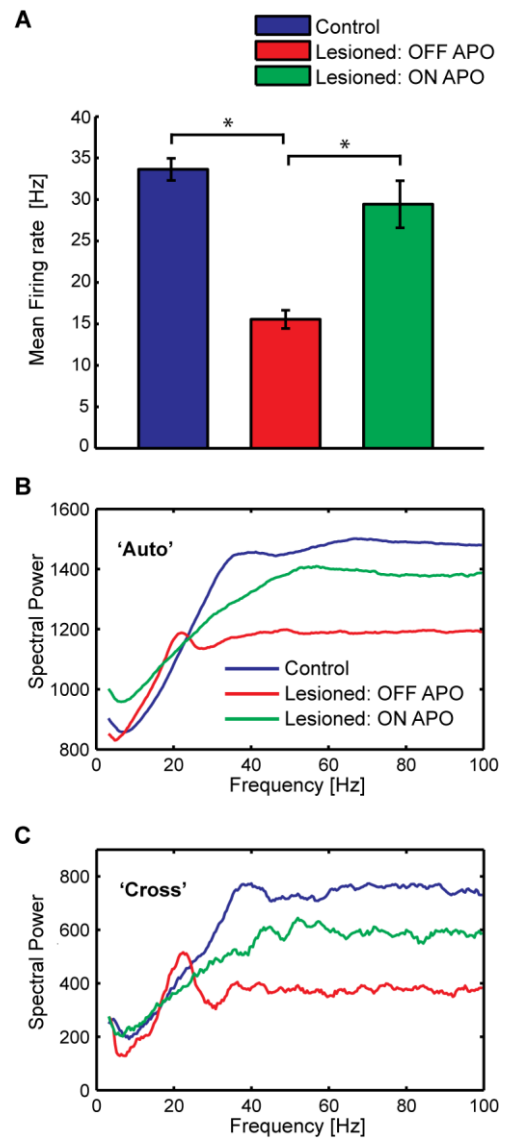 A
Control
Lesioned: OFF APO
Lesioned: ON APO
40
35
30
25
20
15
10
5
0
Mean Firing rate [Hz]
*
*
B
1600
1400
1200
1000
800
Spectral Power
'Auto'
Control
Lesioned: OFF APO
Lesioned: ON APO
0 20 40 60 80 100
Frequency [Hz]
C
800
600
400
200
0
Spectral Power
'Cross'
0 20 40 60 80 100
Frequency [Hz]